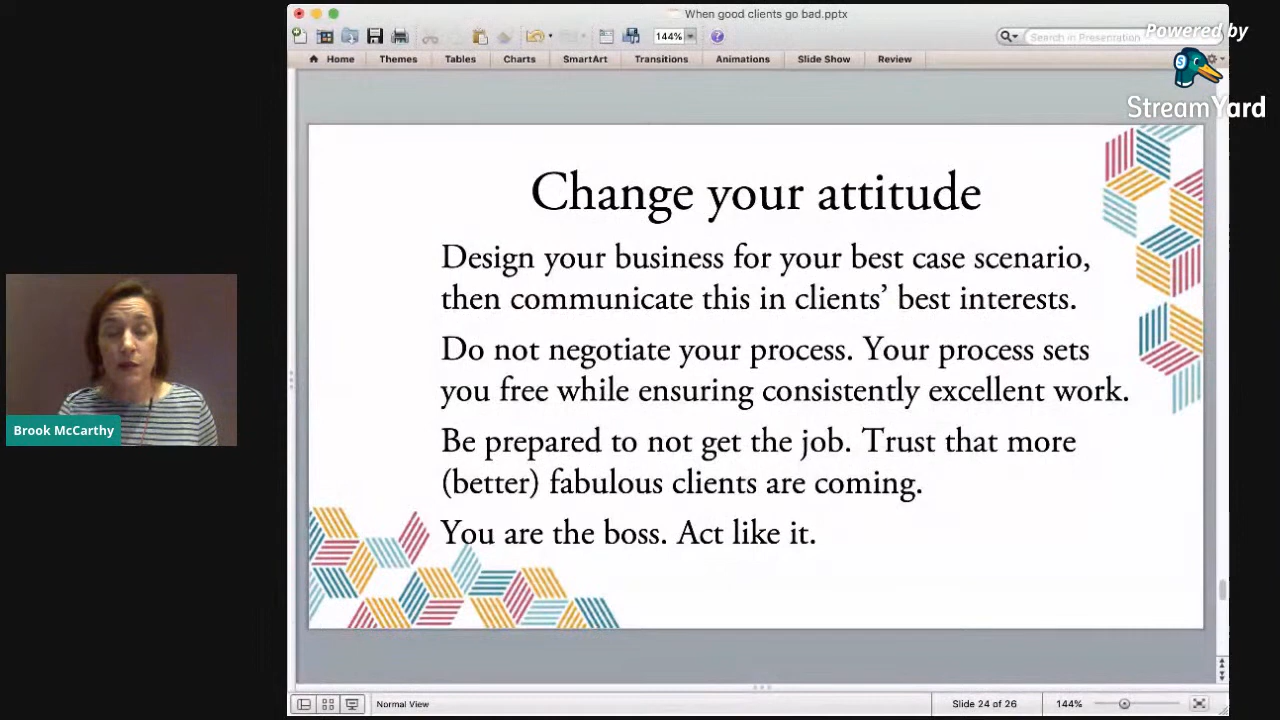 When good clients go bad.pptx
Powered by
144%
Search in Presentation
Home Themes Tables Charts SmartArt Transitions Animations Slide Show Review
S
StreamYard
Change your attitude
Design your business for your best case scenario,
then communicate this in clients’ best interests.
Do not negotiate your process. Your process sets
you free while ensuring consistently excellent work.
Be prepared to not get the job. Trust that more
(better) fabulous clients are coming.
You are the boss. Act like it.
Brook McCarthy
Normal View Slide 24 of 26 144%